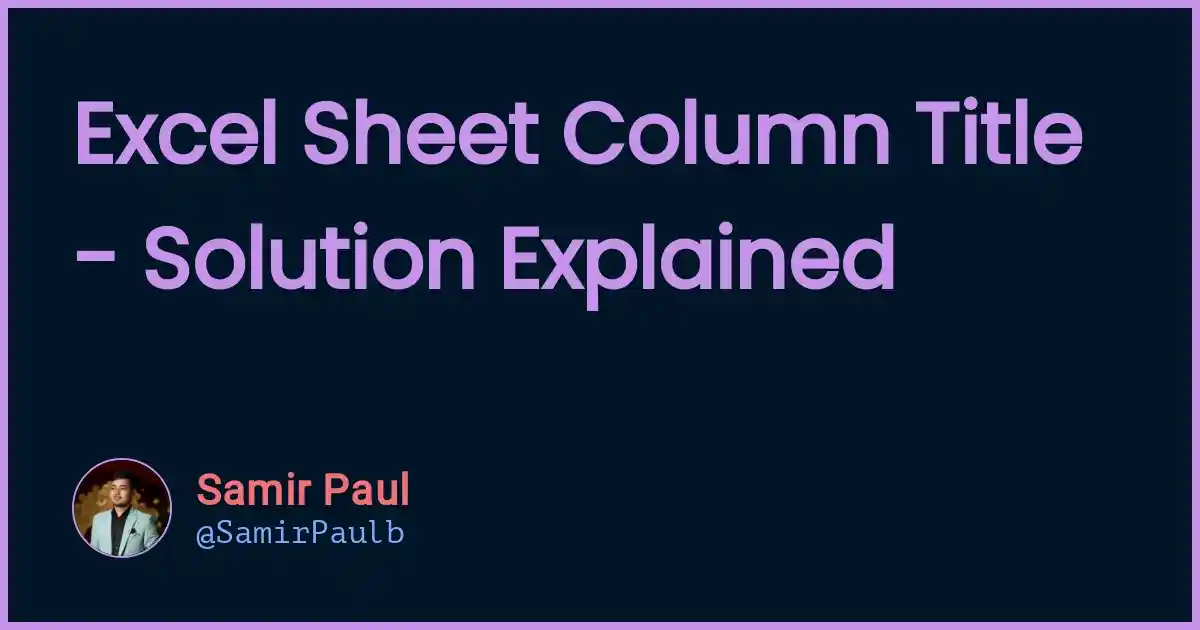 Excel Sheet Column Title
- Solution Explained
Samir Paul
@SamirPaulb